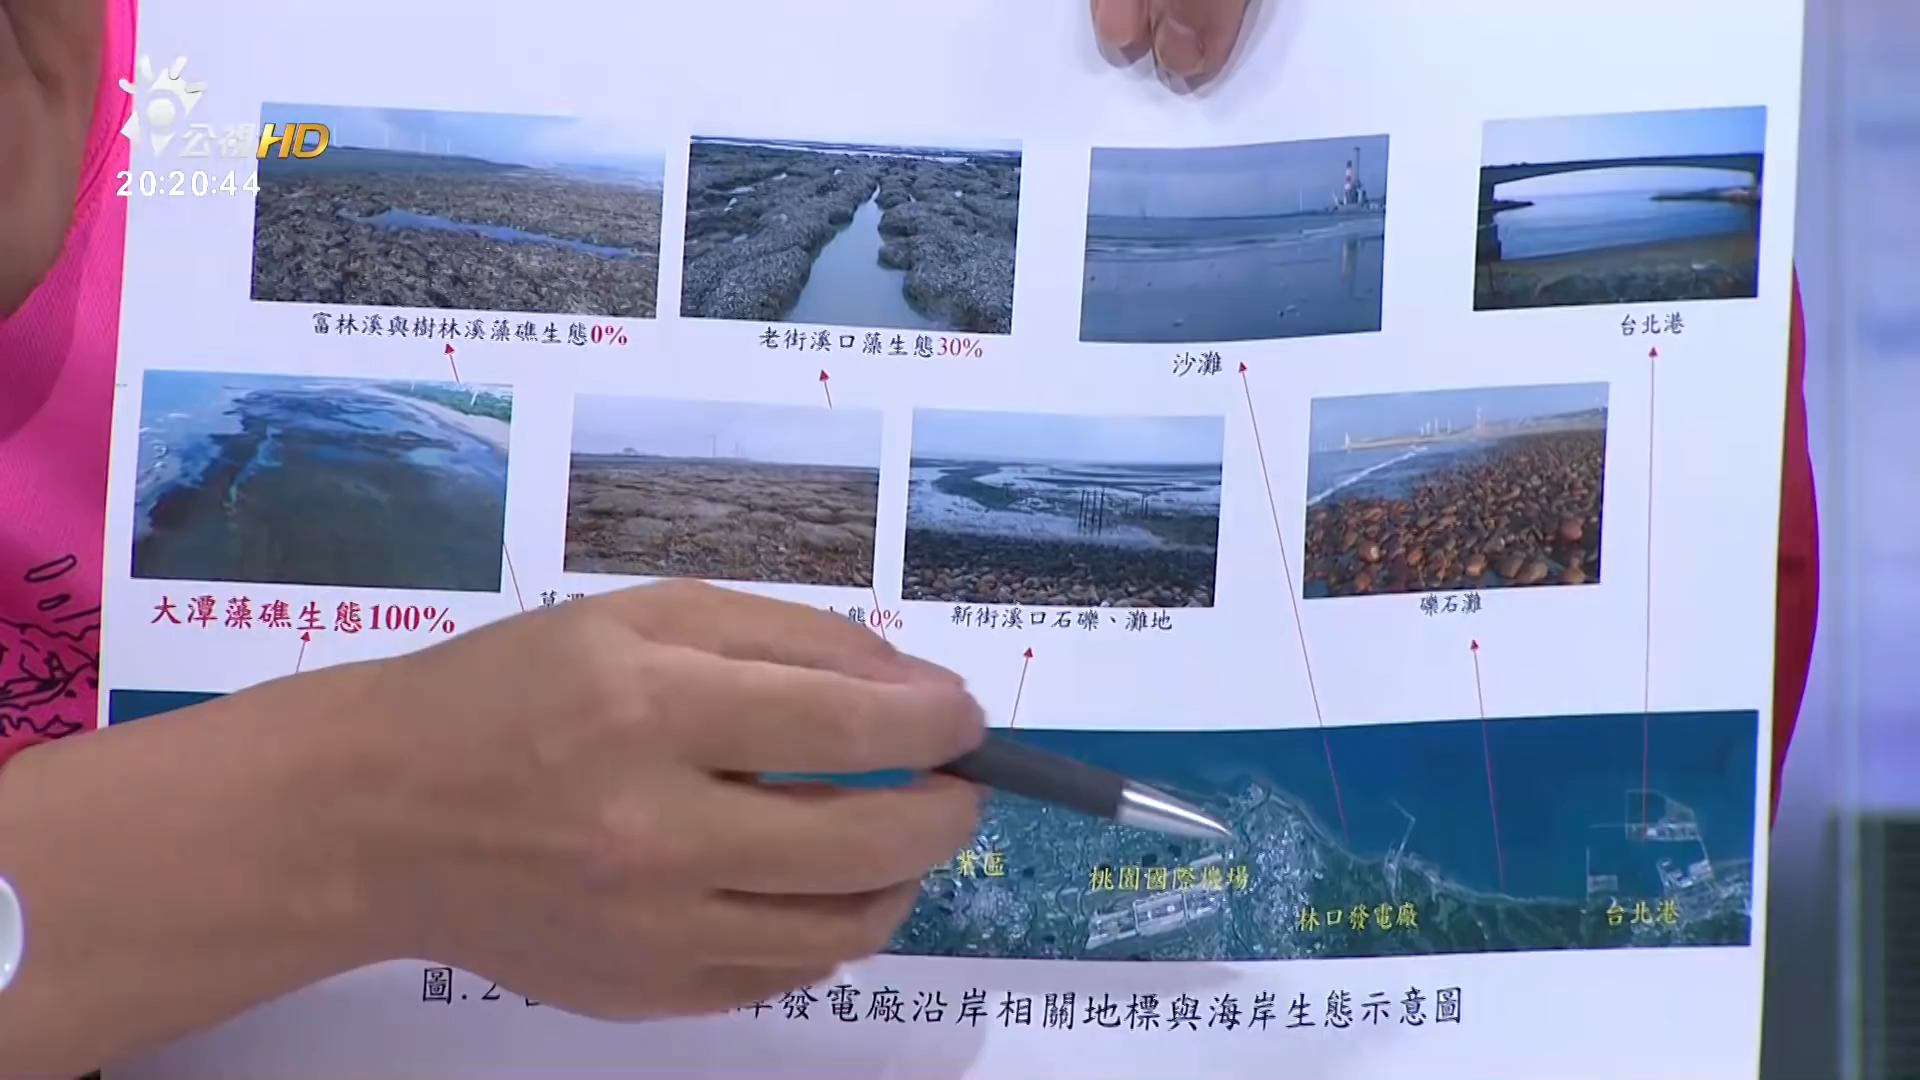 公視HD
20:20:44
富林溪與樹林溪藻礁生態0%
老街溪口藻生態30%
沙灘
台北港
大潭藻礁生態100%
態0%
新街溪口石礫、灘地
礫石灘
業區
桃園國際機場
林口發電廠
台北港
圖.2
發電廠沿岸相關地標與海岸生態示意圖